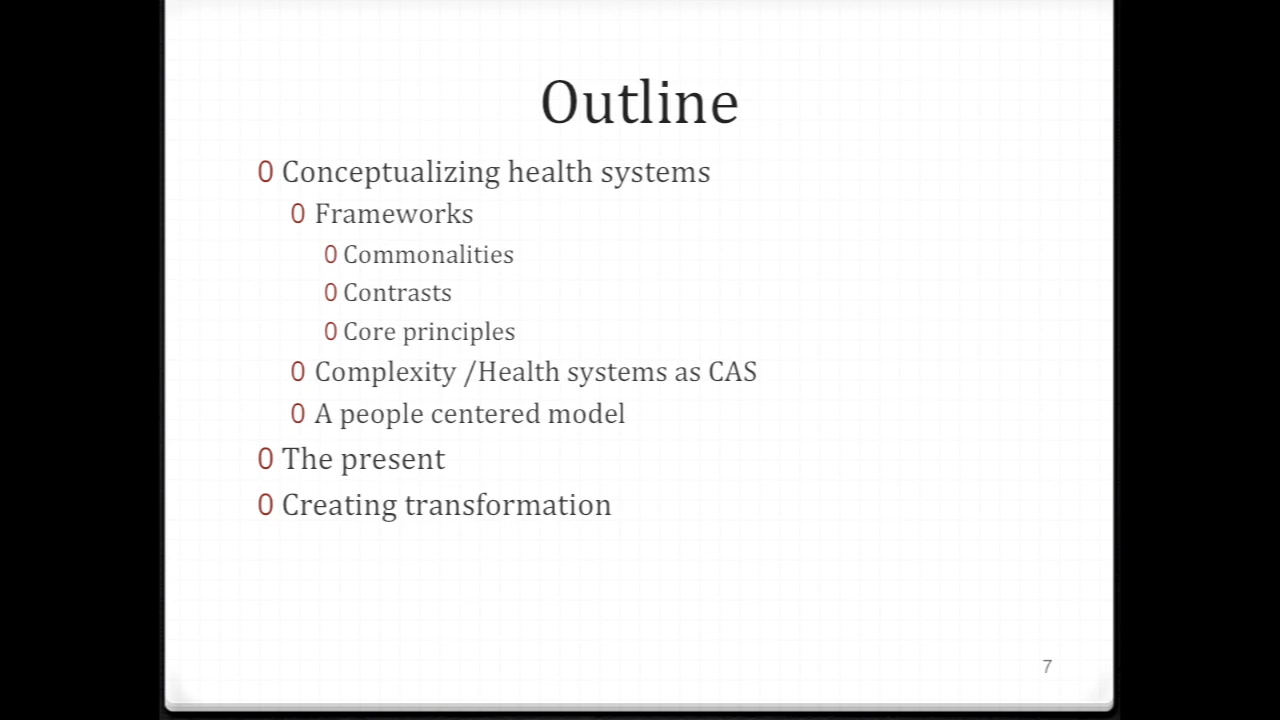 Outline
0 Conceptualizing health systems
0 Frameworks
0 Commonalities
0 Contrasts
0 Core principles
0 Complexity /Health systems as CAS
0 A people centered model
0 The present
0 Creating transformation
7